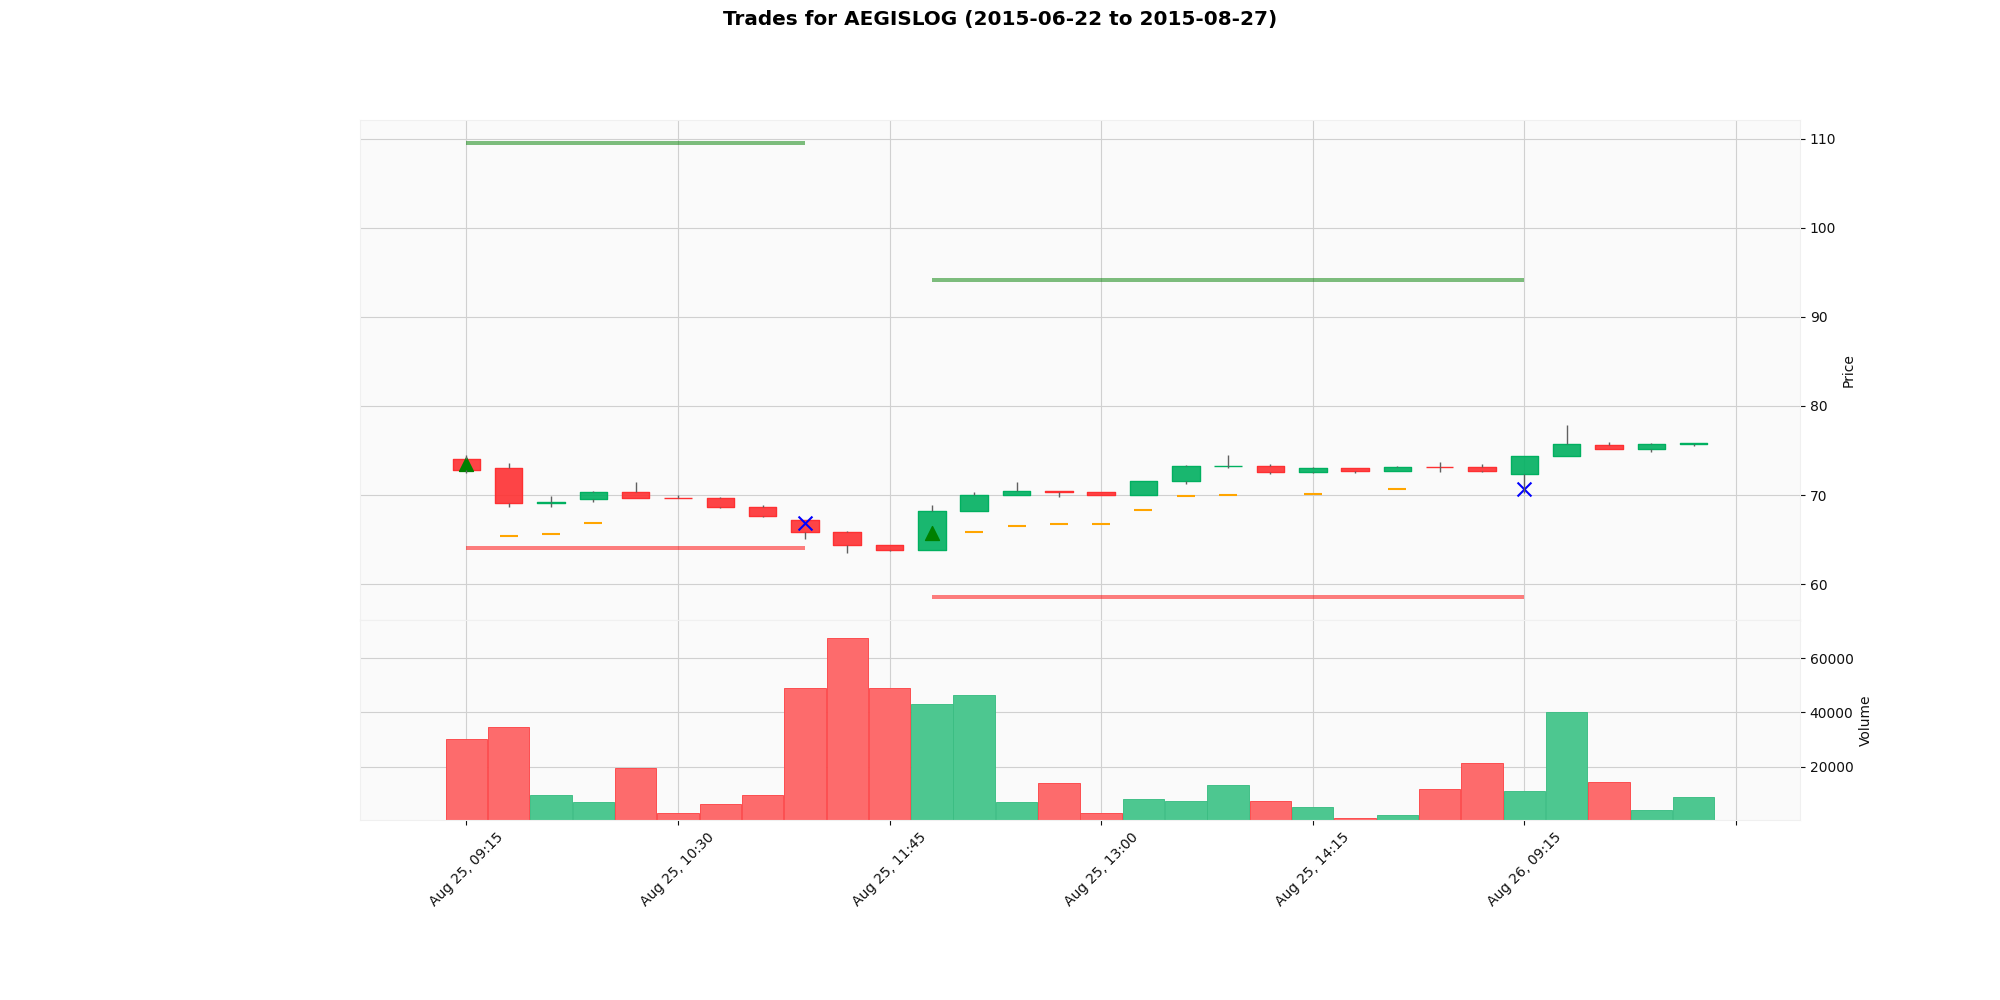 Trades for AEGISLOG (2015-06-22 to 2015-08-27)
110
100
90
80
70
60
Price
60000
40000
20000
Volume
Aug 25, 09:15
Aug 25, 10:30
Aug 25, 11:45
Aug 25, 13:00
Aug 25, 14:15
Aug 26, 09:15